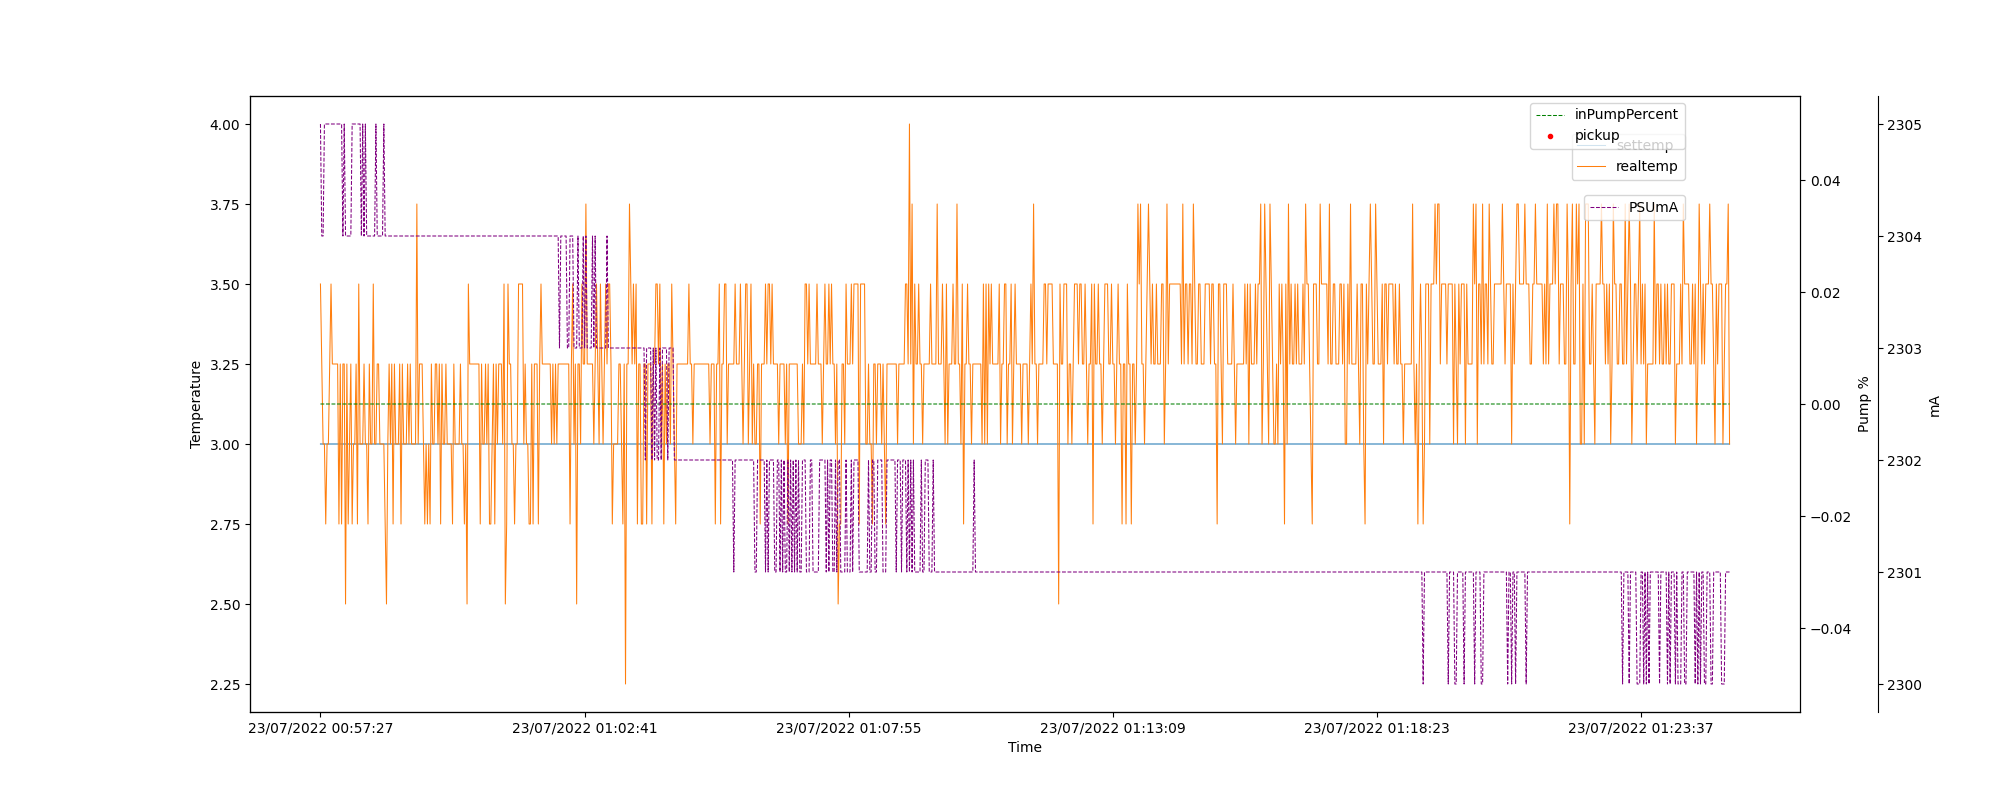 inPumpPercent
pickup
settemp
realtemp
PSUmA
4.00
3.75
3.50
3.25
3.00
2.75
2.50
2.25
Temperature
0.04
0.02
0.00
−0.02
−0.04
Pump %
2305
2304
2303
2302
2301
2300
mA
23/07/2022 00:57:27
23/07/2022 01:02:41
23/07/2022 01:07:55
23/07/2022 01:13:09
23/07/2022 01:18:23
23/07/2022 01:23:37
Time